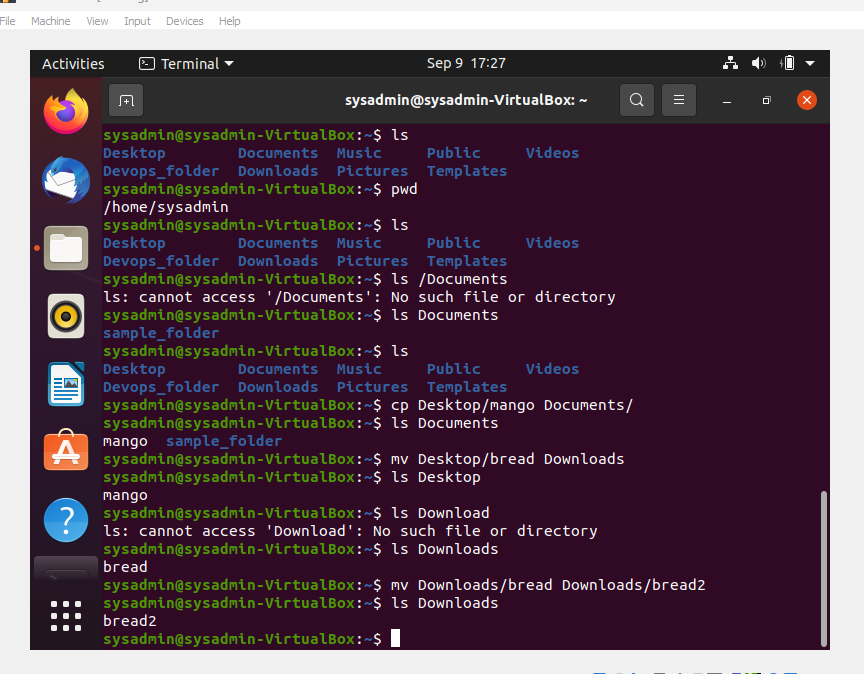 File Machine View Input Devices Help
Activities Terminal Sep 9 17:27
sysadmin@sysadmin-VirtualBox: ~
sysadmin@sysadmin-VirtualBox:~$ ls
Desktop Documents Music Public Videos
Devops_folder Downloads Pictures Templates
sysadmin@sysadmin-VirtualBox:~$ pwd
/home/sysadmin
sysadmin@sysadmin-VirtualBox:~$ ls
Desktop Documents Music Public Videos
Devops_folder Downloads Pictures Templates
sysadmin@sysadmin-VirtualBox:~$ ls /Documents
ls: cannot access '/Documents': No such file or directory
sysadmin@sysadmin-VirtualBox:~$ ls Documents
sample_folder
sysadmin@sysadmin-VirtualBox:~$ ls
Desktop Documents Music Public Videos
Devops_folder Downloads Pictures Templates
sysadmin@sysadmin-VirtualBox:~$ cp Desktop/mango Documents/
sysadmin@sysadmin-VirtualBox:~$ ls Documents
mango sample_folder
sysadmin@sysadmin-VirtualBox:~$ mv Desktop/bread Downloads
sysadmin@sysadmin-VirtualBox:~$ ls Desktop
mango
sysadmin@sysadmin-VirtualBox:~$ ls Download
ls: cannot access 'Download': No such file or directory
sysadmin@sysadmin-VirtualBox:~$ ls Downloads
bread
sysadmin@sysadmin-VirtualBox:~$ mv Downloads/bread Downloads/bread2
sysadmin@sysadmin-VirtualBox:~$ ls Downloads
bread2
sysadmin@sysadmin-VirtualBox:~$